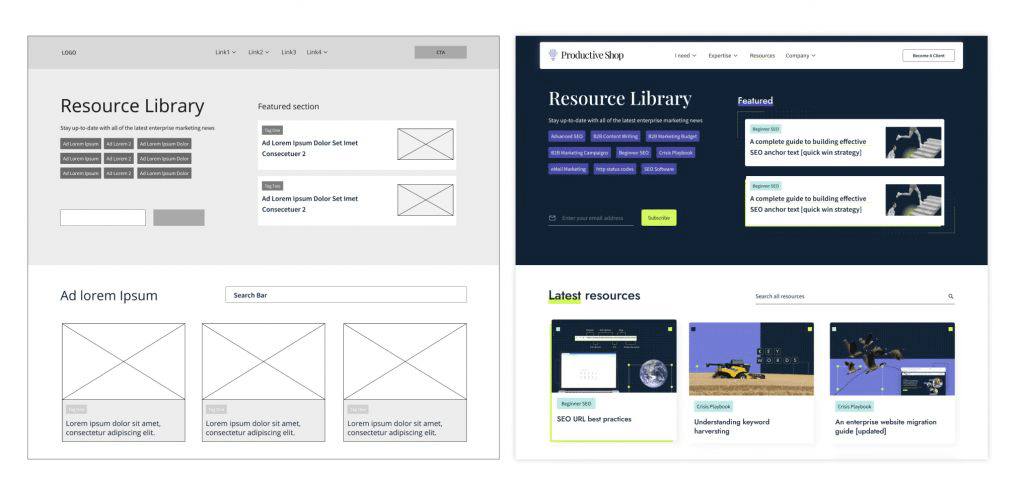 LOGO
Link1
Link2
Link3
Link4
CTA
Resource Library
Stay up-to-date with all of the latest enterprise marketing news
Ad Lorem Ipsum Ad Lorem 2 Ad Lorem Ipsum Dolor
Ad Lorem Ipsum Ad Lorem 2 Ad Lorem Ipsum Dolor
Ad Lorem Ipsum Ad Lorem 2 Ad Lorem Ipsum Dolor
Featured section
Tag One
Ad Lorem Ipsum Dolor Set Imet
Consecetuer 2
Tag Two
Ad Lorem Ipsum Dolor Set Imet
Consecetuer 2
Ad lorem Ipsum
Search Bar
Tag One
Lorem ipsum dolor sit amet,
consectetur adipiscing elit.
Tag One
Lorem ipsum dolor sit amet,
consectetur adipiscing elit.
Tag One
Lorem ipsum dolor sit amet,
consectetur adipiscing elit.
Productive Shop
I need
Expertise
Resources
Company
Become A Client
Resource Library
Stay up-to-date with all of the latest enterprise marketing news
Advanced SEO B2B Content Writing B2B Marketing Budget
B2B Marketing Campaigns Beginner SEO Crisis Playbook
eMail Marketing http status codes SEO Software
Enter your email address
Subscribe
Featured
Beginner SEO
A complete guide to building effective
SEO anchor text [quick win strategy]
Beginner SEO
A complete guide to building effective
SEO anchor text [quick win strategy]
Latest resources
Search all resources
Beginner SEO
SEO URL best practices
KEY
WORDS
Crisis Playbook
Understanding keyword
harversting
Crisis Playbook
An enterprise website migration
guide [updated]